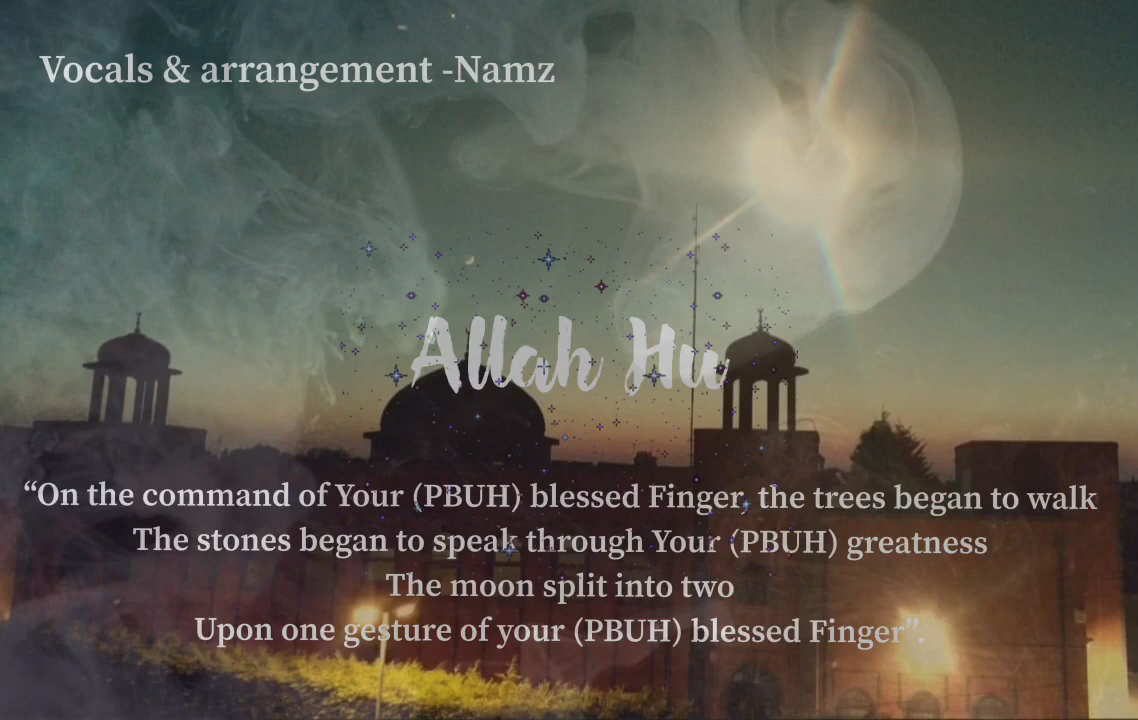 Vocals & arrangement -Namz
Allah Hu
“On the command of Your (PBUH) blessed Finger, the trees began to walk
The stones began to speak through Your (PBUH) greatness
The moon split into two
Upon one gesture of your (PBUH) blessed Finger”.